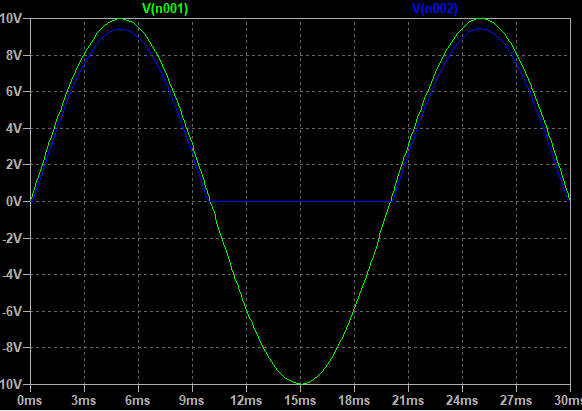 V(n001) V(n002)
10V
8V
6V
4V
2V
0V
-2V
-4V
-6V
-8V
10V
0ms 3ms 6ms 9ms 12ms 15ms 18ms 21ms 24ms 27ms 30ms